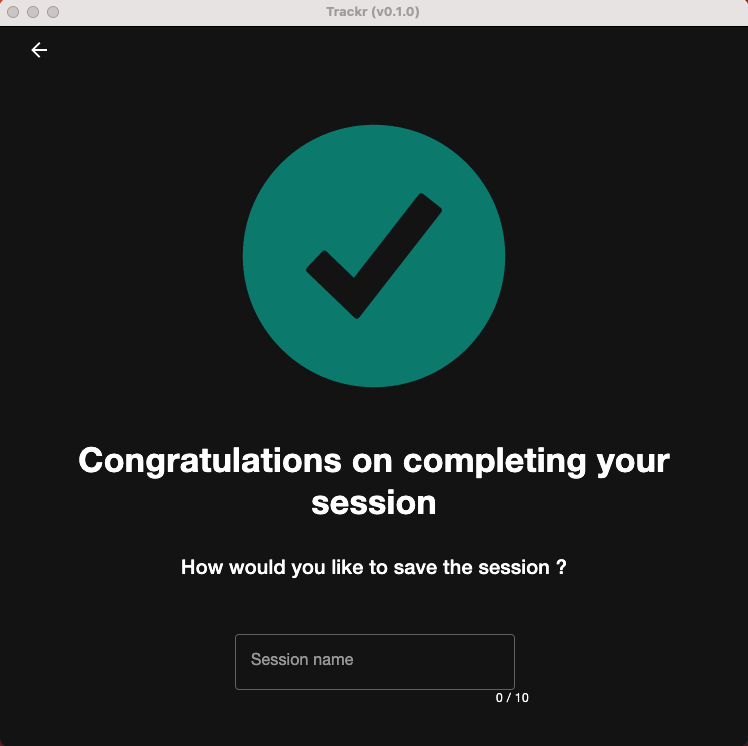 Trackr (v0.1.0)
Congratulations on completing your
session
How would you like to save the session ?
Session name
0 / 10